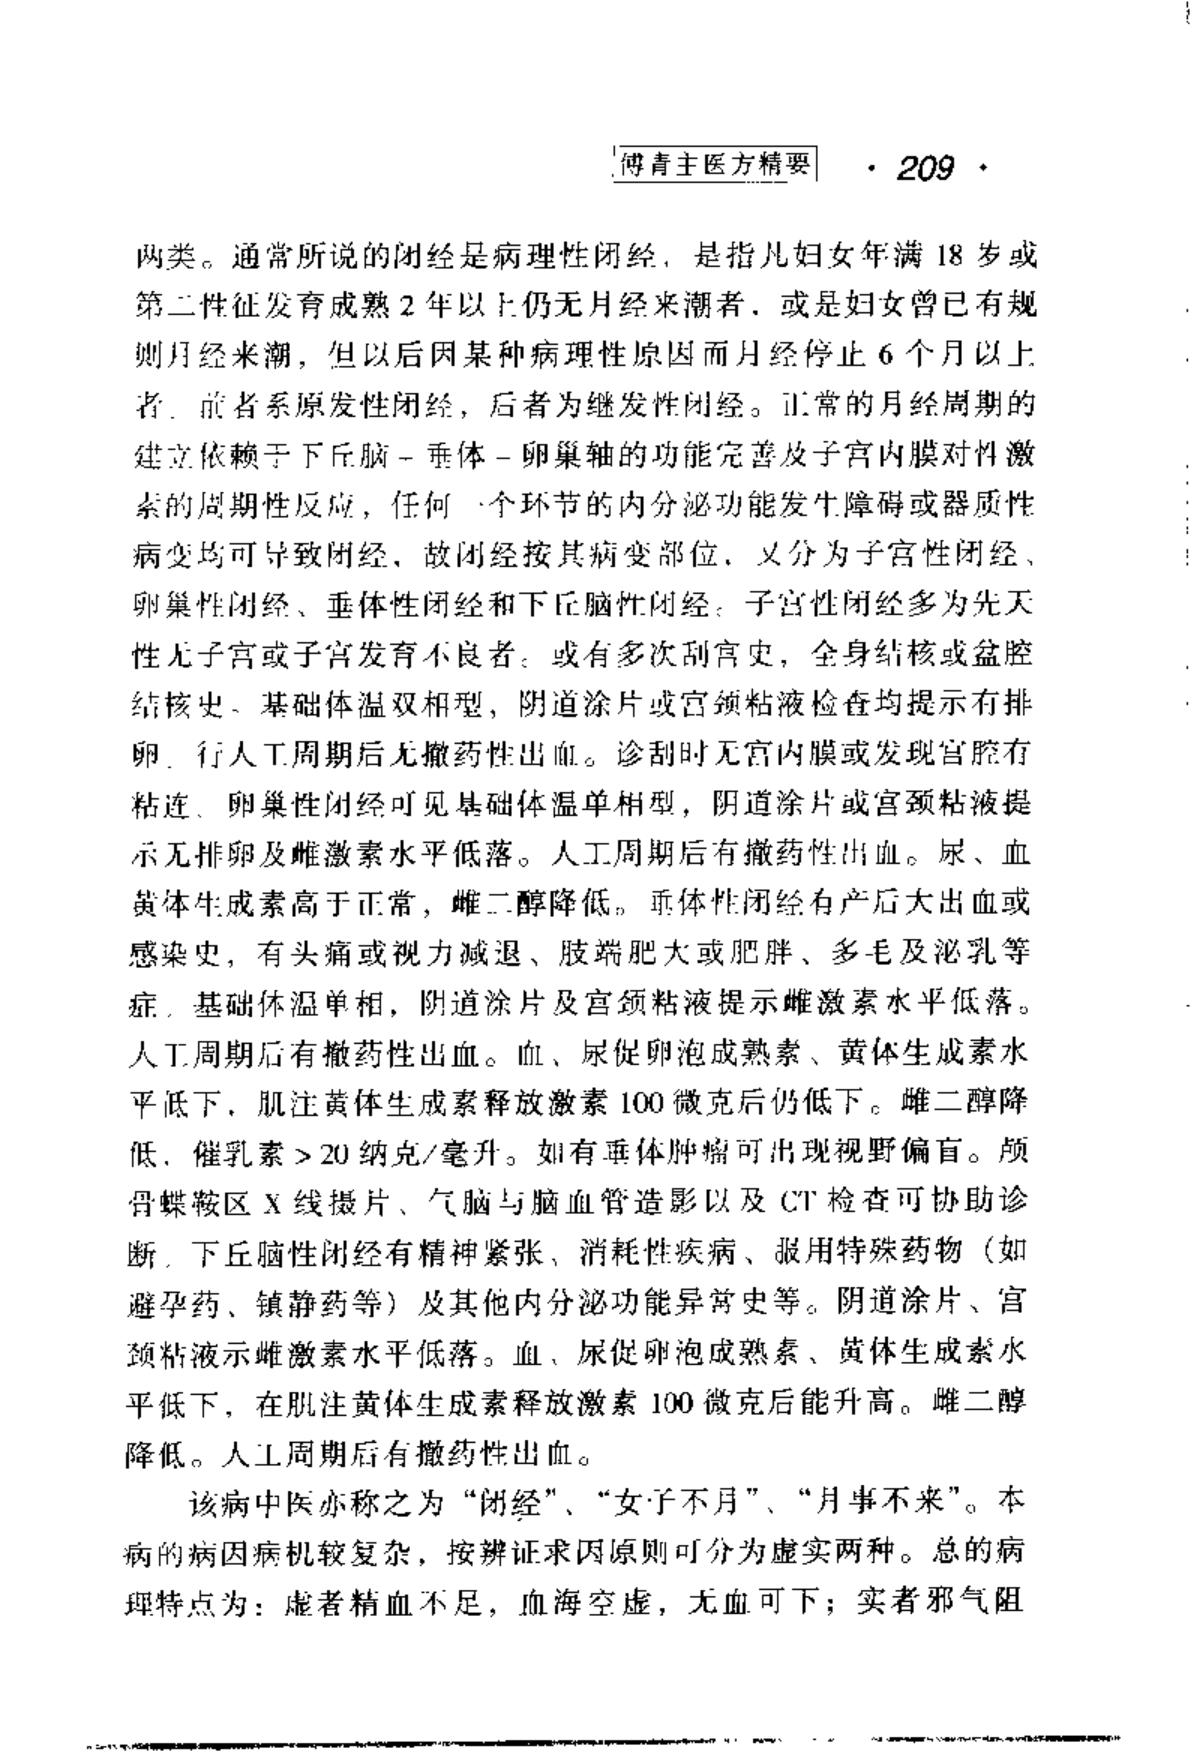 傅青主医方精要 · 209 ·
两类。通常所说的闭经是病理性闭经，是指凡妇女年满 18 岁或
第二性征发育成熟 2 年以上仍无月经来潮者，或是妇女曾已有规
则月经来潮，但以后因某种病理性原因而月经停止 6 个月以上
者。前者系原发性闭经，后者为继发性闭经。正常的月经周期的
建立依赖于下丘脑－垂体－卵巢轴的功能完善及子宫内膜对性激
素的周期性反应，任何一个环节的内分泌功能发生障碍或器质性
病变均可导致闭经，故闭经按其病变部位，又分为子宫性闭经、
卵巢性闭经、垂体性闭经和下丘脑性闭经。子宫性闭经多为先天
性无子宫或子宫发育不良者。或有多次刮宫史，全身结核或盆腔
结核史。基础体温双相型，阴道涂片或宫颈粘液检查均提示有排
卵。行人工周期后无撤药性出血。诊刮时无宫内膜或发现宫腔有
粘连。卵巢性闭经可见基础体温单相型，阴道涂片或宫颈粘液提
示无排卵及雌激素水平低落。人工周期后有撤药性出血。尿、血
黄体生成素高于正常，雌二醇降低。垂体性闭经有产后大出血或
感染史，有头痛或视力减退、肢端肥大或肥胖、多毛及泌乳等
症。基础体温单相，阴道涂片及宫颈粘液提示雌激素水平低落。
人工周期后有撤药性出血。血、尿促卵泡成熟素、黄体生成素水
平低下，肌注黄体生成素释放激素 100 微克后仍低下。雌二醇降
低，催乳素 > 20 纳克/毫升。如有垂体肿瘤可出现视野偏盲。颅
骨蝶鞍区 X 线摄片、气脑与脑血管造影以及 CT 检查可协助诊
断。下丘脑性闭经有精神紧张、消耗性疾病、服用特殊药物（如
避孕药、镇静药等）及其他内分泌功能异常史等。阴道涂片、宫
颈粘液示雌激素水平低落。血、尿促卵泡成熟素、黄体生成素水
平低下，在肌注黄体生成素释放激素 100 微克后能升高。雌二醇
降低。人工周期后有撤药性出血。
该病中医亦称之为“闭经”、“女子不月”、“月事不来”。本
病的病因病机较复杂，按辨证求因原则可分为虚实两种。总的病
理特点为：虚者精血不足，血海空虚，无血可下；实者邪气阻